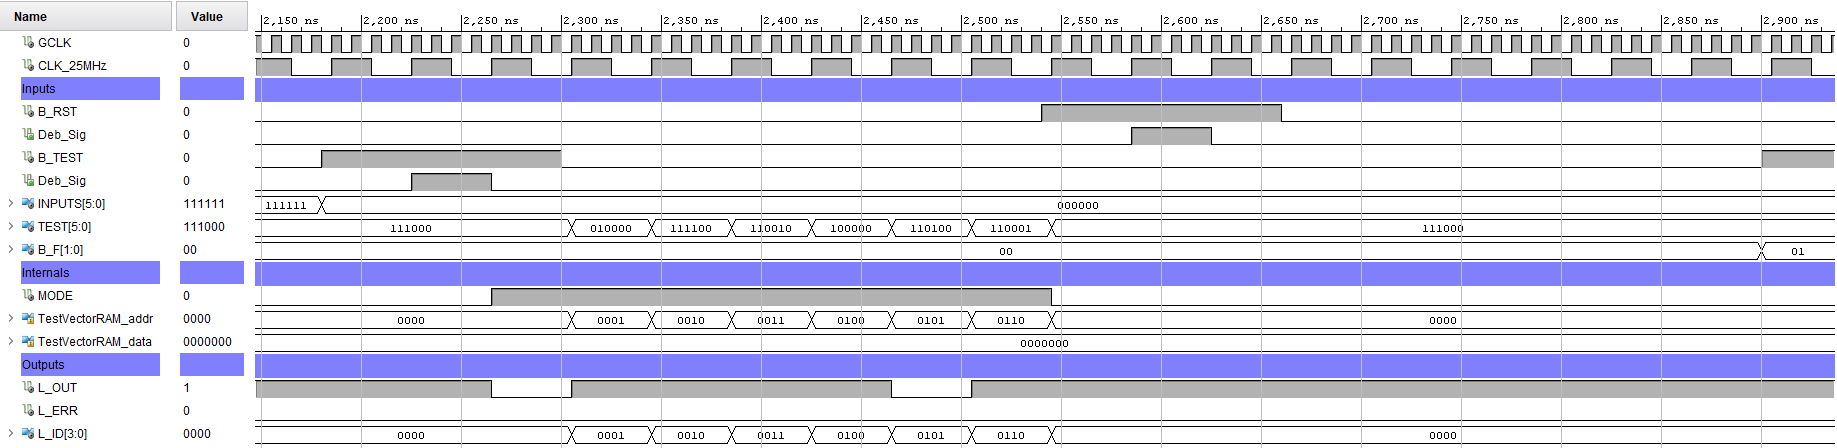 Name Value 2,150 ns 2,200 ns 2,250 ns 2,300 ns 2,350 ns 2,400 ns 2,450 ns 2,500 ns 2,550 ns 2,600 ns 2,650 ns 2,700 ns 2,750 ns 2,800 ns 2,850 ns 2,900 ns
GCLK 0
CLK_25MHz 0
Inputs
B_RST 0
Deb_Sig 0
B_TEST 0
Deb_Sig 0
INPUTS[5:0] 111111 111111 000000
TEST[5:0] 111000 111000 010000 111100 110010 100000 110100 110001 111000
B_F[1:0] 00 00 01
Internals
MODE 0
TestVectorRAM_addr 0000 0000 0001 0010 0011 0100 0101 0110 0000
TestVectorRAM_data 0000000 0000000
Outputs
L_OUT 1
L_ERR 0
L_ID[3:0] 0000 0000 0001 0010 0011 0100 0101 0110 0000